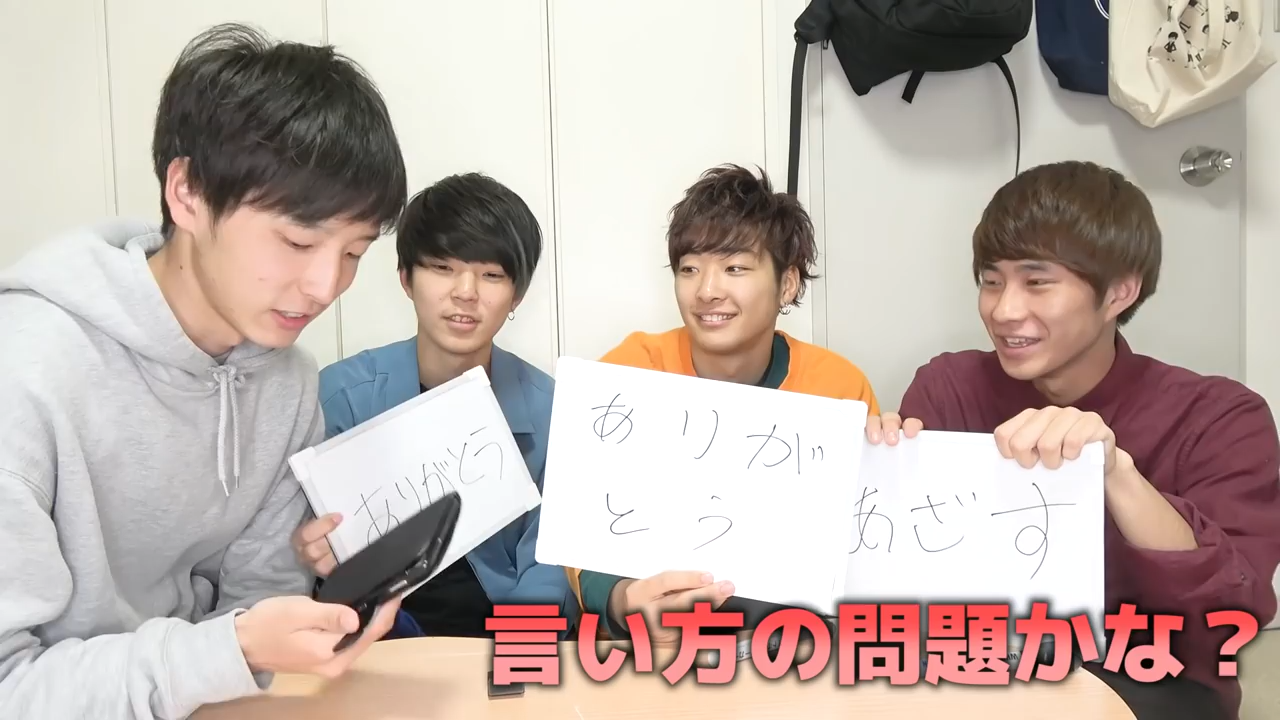 ありがとう
ありが
とう
あざす
言い方の問題かな？